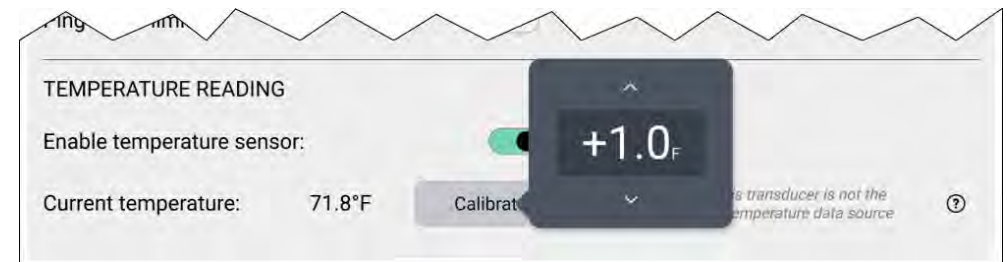 TEMPERATURE READING
Enable temperature sensor:
+1.0F
Current temperature: 71.8°F Calibrat
transducer is not the
temperature data source